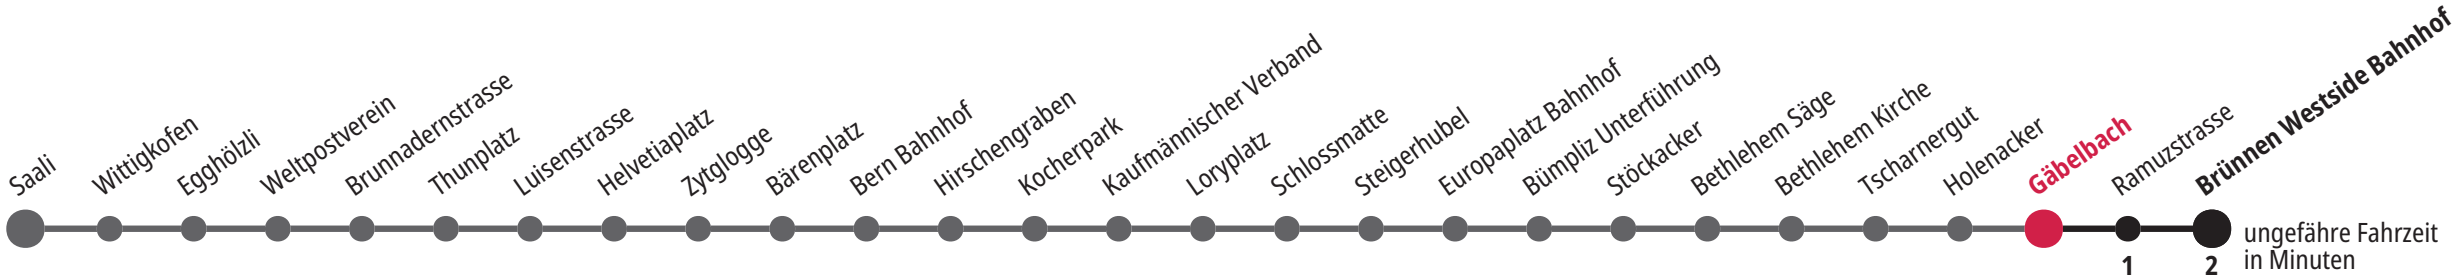 Saali
Wittigkofen
Egghölzli
Weltpostverein
Brunnadernstrasse
Thunplatz
Luisenstrasse
Helvetiaplatz
Zytglogge
Bärenplatz
Bern Bahnhof
Hirschengraben
Kocherpark
Kaufmännischer Verband
Loryplatz
Schlossmatte
Steigerhubel
Europaplatz Bahnhof
Bümpliz Unterführung
Stöckacker
Bethlehem Säge
Bethlehem Kirche
Tscharnergut
Holenacker
Gäbelbach
Ramuzstrasse
Brünnen Westside Bahnhof
1
2
ungefähre Fahrzeit
in Minuten